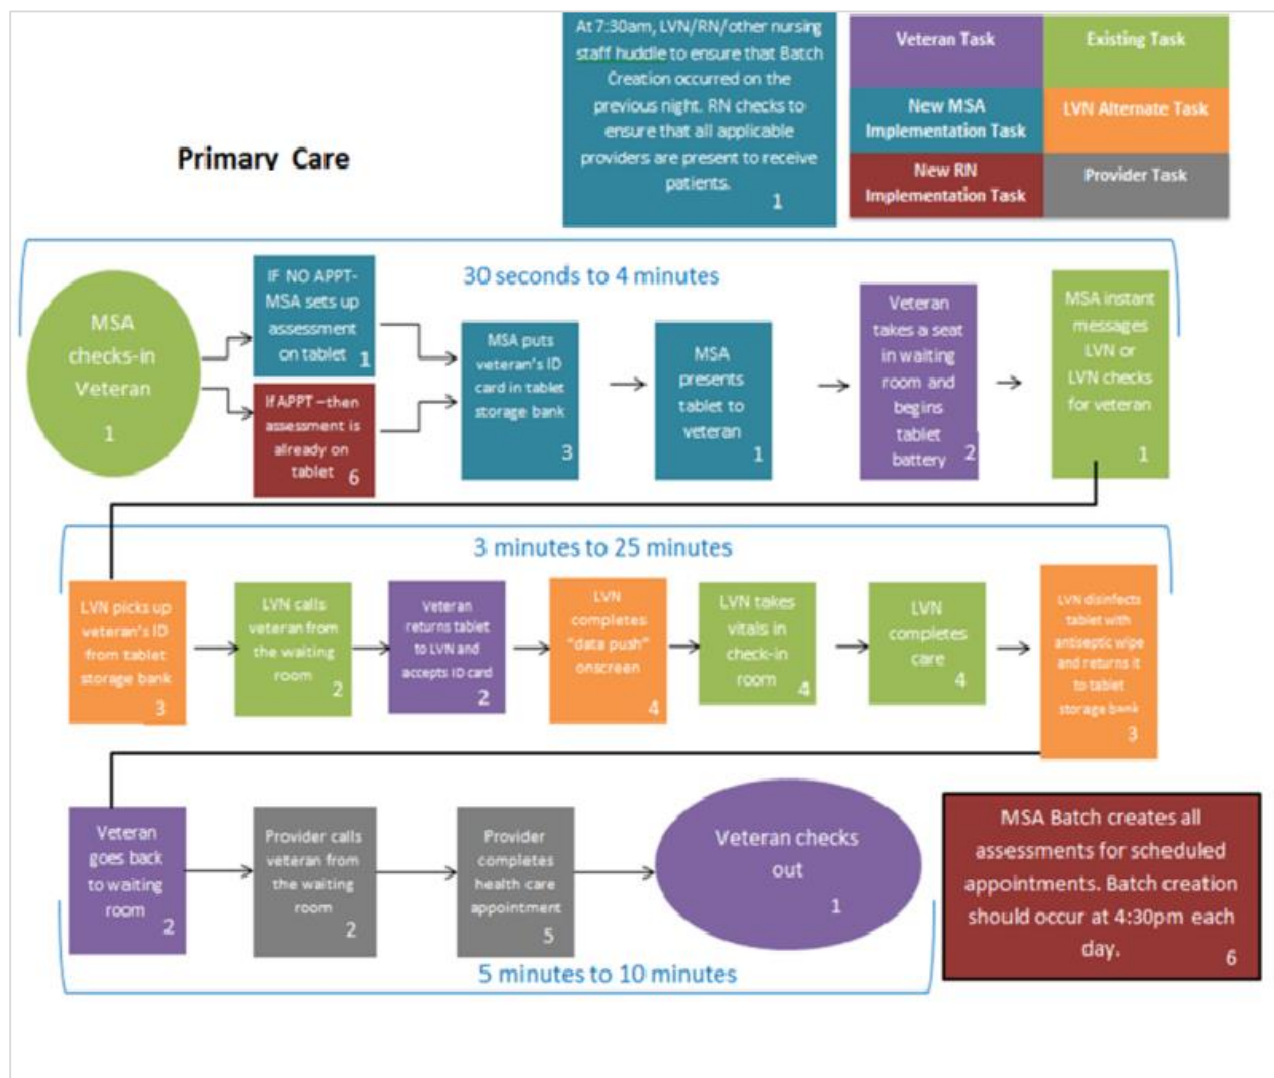 At 7:30am, LVN/RN/other nursing
staff huddle to ensure that Batch
Creation occurred on the
previous night. RN checks to
ensure that all applicable
providers are present to receive
patients.
1
Veteran Task
Existing Task
New MSA
Implementation Task
LVN Alternate Task
New RN
Implementation Task
Provider Task
Primary Care
30 seconds to 4 minutes
MSA
checks-in
Veteran
1
IF NO APPT-
MSA sets up
assessment
on tablet
1
If APPT –then
assessment is
already on
tablet
6
MSA puts
veteran's ID
card in tablet
storage bank
3
MSA
presents
tablet to
veteran
1
Veteran
takes a seat
in waiting
room and
begins
tablet
battery
2
MSA instant
messages
LVN or
LVN checks
for veteran
1
3 minutes to 25 minutes
LVN picks up
veteran's ID
from tablet
storage bank
3
LVN calls
veteran from
the waiting
room
2
Veteran
returns tablet
to LVN and
accepts ID card
2
LVN
completes
"data push"
onscreen
4
LVN takes
vitals in
check-in
room
4
LVN
completes
care
4
LVN disinfects
tablet with
antiseptic wipe
and returns it
to tablet
storage bank
3
Veteran
goes back
to waiting
room
2
Provider calls
veteran from
the waiting
room
2
Provider
completes
health care
appointment
5
Veteran checks
out
1
5 minutes to 10 minutes
MSA Batch creates all
assessments for scheduled
appointments. Batch creation
should occur at 4:30pm each
day.
6